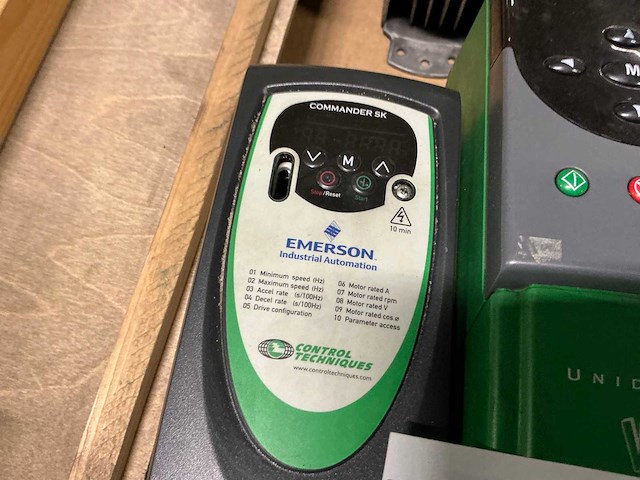 COMMANDER SK
M
Stop/Reset
Start
10 min
EMERSON
Industrial Automation
01 Minimum speed (Hz)
02 Maximum speed (Hz)
03 Accel rate (s/100Hz)
04 Decel rate (s/100Hz)
05 Drive configuration
06 Motor rated A
07 Motor rated rpm
08 Motor rated V
09 Motor rated cos ø
10 Parameter access
CONTROL
TECHNIQUES
www.controltechniques.com
M
UNID